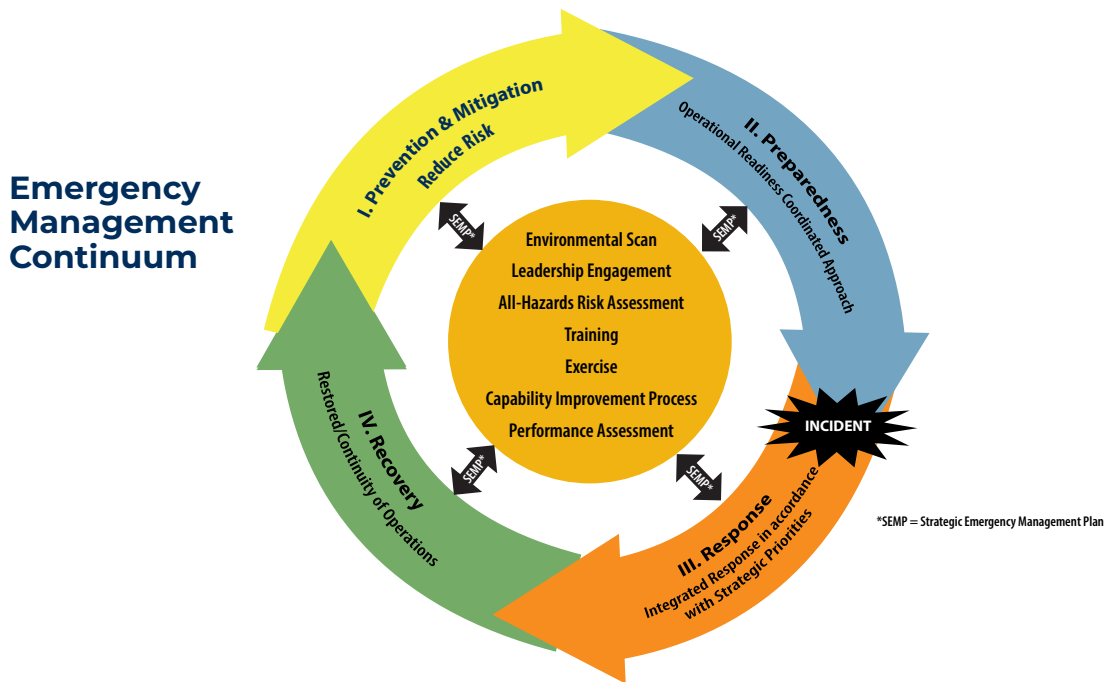 Emergency
Management
Continuum
I. Prevention & Mitigation
Reduce Risk
II. Preparedness
Operational Readiness Coordinated Approach
SEMP*
SEMP*
Environmental Scan
Leadership Engagement
All-Hazards Risk Assessment
Training
Exercise
Capability Improvement Process
Performance Assessment
INCIDENT
SEMP*
SEMP*
III. Response
Integrated Response in accordance
with Strategic Priorities
IV. Recovery
Restored/Continuity of Operations
*SEMP = Strategic Emergency Management Plan